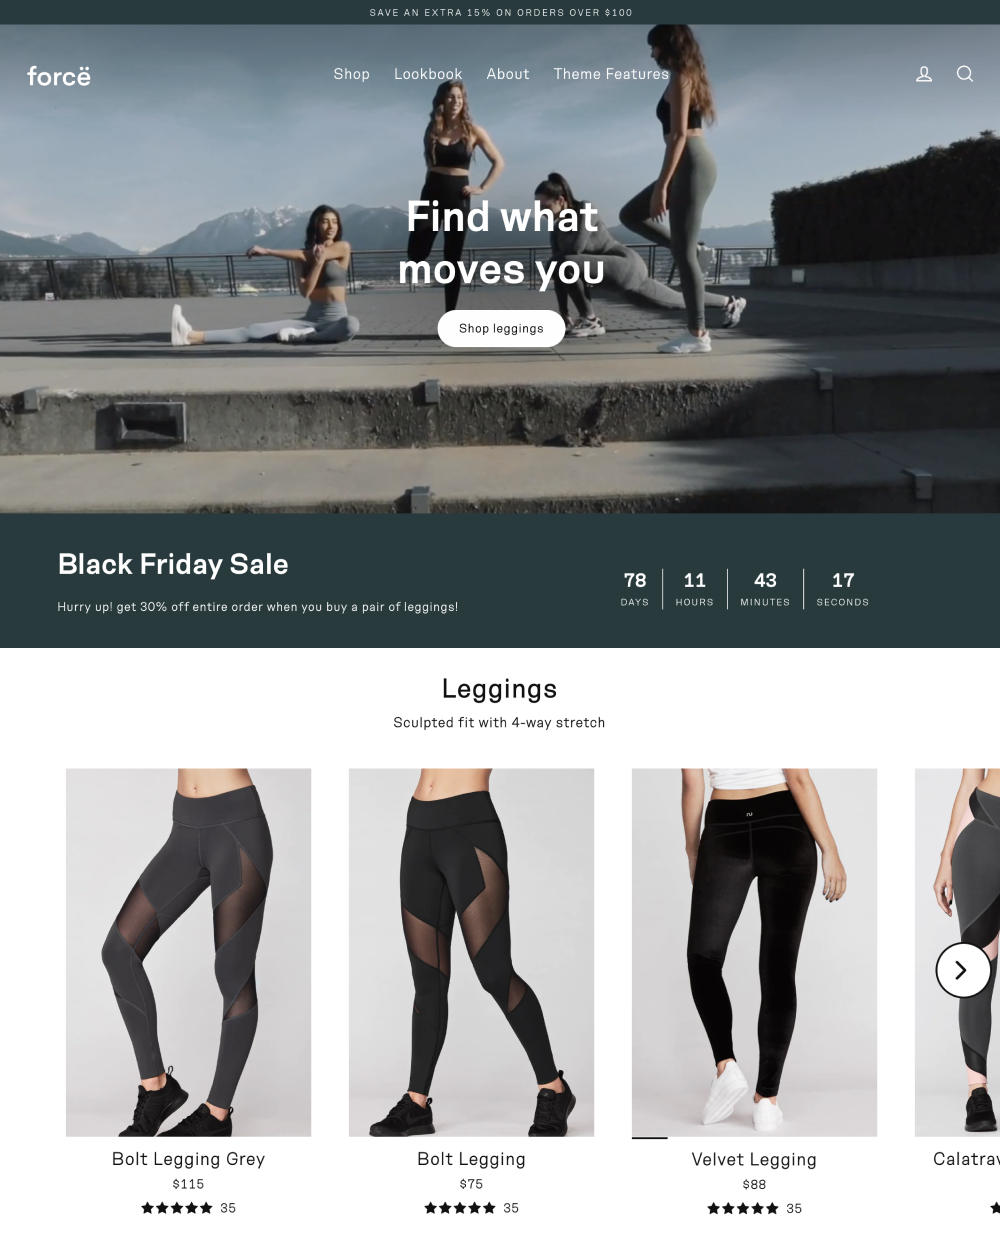 SAVE AN EXTRA 15% ON ORDERS OVER $100
forcë
Shop Lookbook About Theme Features
Find what
moves you
Shop leggings
Black Friday Sale
Hurry up! get 30% off entire order when you buy a pair of leggings!
78 11 43 17
DAYS HOURS MINUTES SECONDS
Leggings
Sculpted fit with 4-way stretch
Bolt Legging Grey
$115
35
Bolt Legging
$75
35
Velvet Legging
$88
35